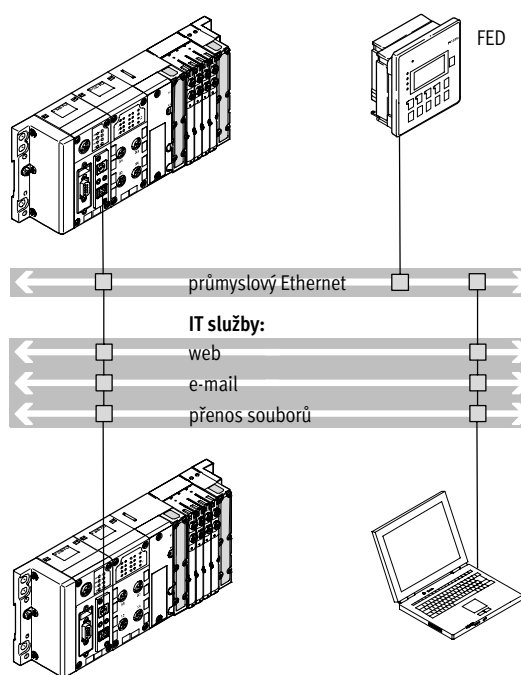 FED
průmyslový Ethernet
IT služby:
web
e-mail
přenos souborů